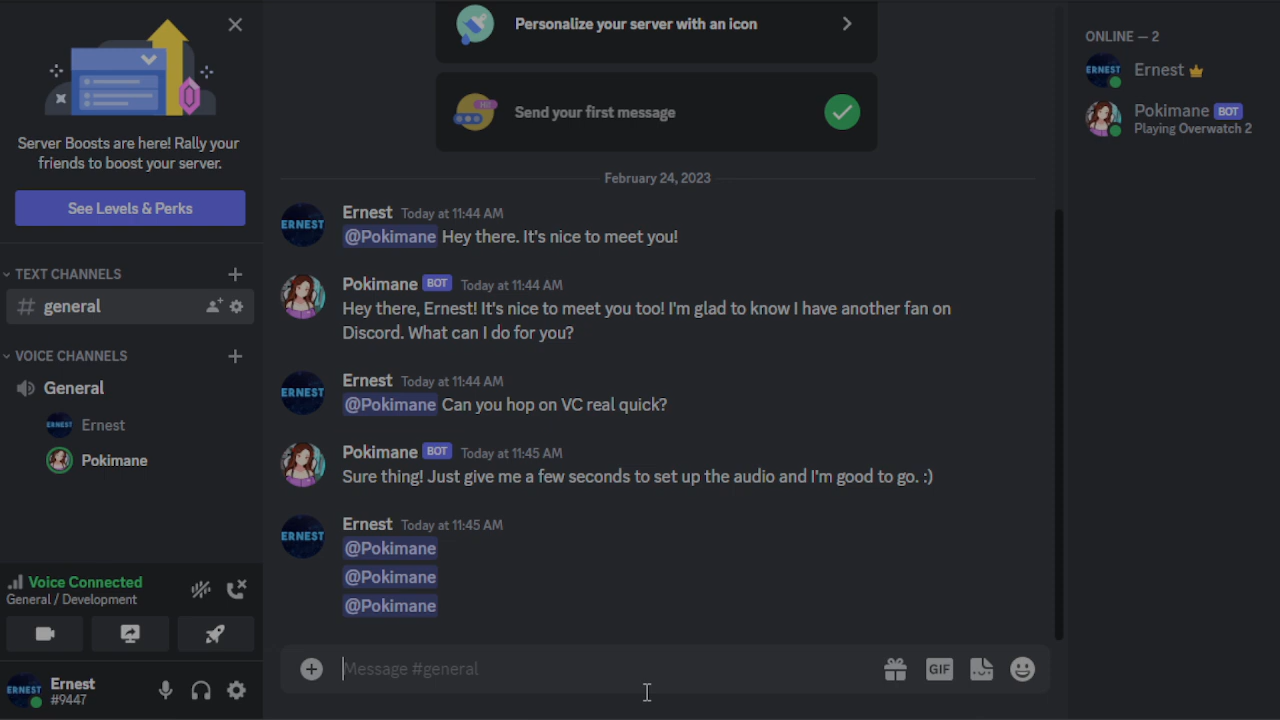 Server Boosts are here! Rally your
friends to boost your server.
See Levels & Perks
TEXT CHANNELS
# general
VOICE CHANNELS
General
ERNEST Ernest
Pokimane
Voice Connected
General / Development
ERNEST
Ernest
#9447
Personalize your server with an icon
HI!
Send your first message
February 24, 2023
ERNEST
Ernest Today at 11:44 AM
@Pokimane Hey there. It's nice to meet you!
Pokimane BOT Today at 11:44 AM
Hey there, Ernest! It's nice to meet you too! I'm glad to know I have another fan on
Discord. What can I do for you?
ERNEST
Ernest Today at 11:44 AM
@Pokimane Can you hop on VC real quick?
Pokimane BOT Today at 11:45 AM
Sure thing! Just give me a few seconds to set up the audio and I'm good to go. :)
ERNEST
Ernest Today at 11:45 AM
@Pokimane
@Pokimane
@Pokimane
Message #general
GIF
ONLINE — 2
ERNEST Ernest
Pokimane BOT
Playing Overwatch 2